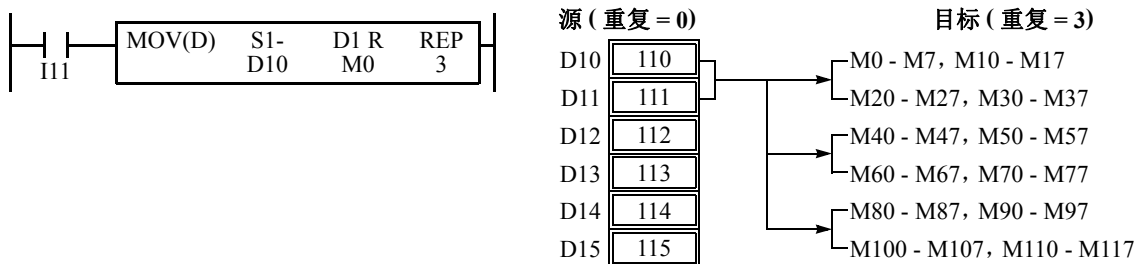 MOV(D) S1- D1 R REP
D10 M0 3
I11
源 ( 重复 = 0) 目标 ( 重复 = 3)
D10 110 M0 - M7，M10 - M17
D11 111 M20 - M27，M30 - M37
D12 112 M40 - M47，M50 - M57
D13 113 M60 - M67，M70 - M77
D14 114 M80 - M87，M90 - M97
D15 115 M100 - M107，M110 - M117